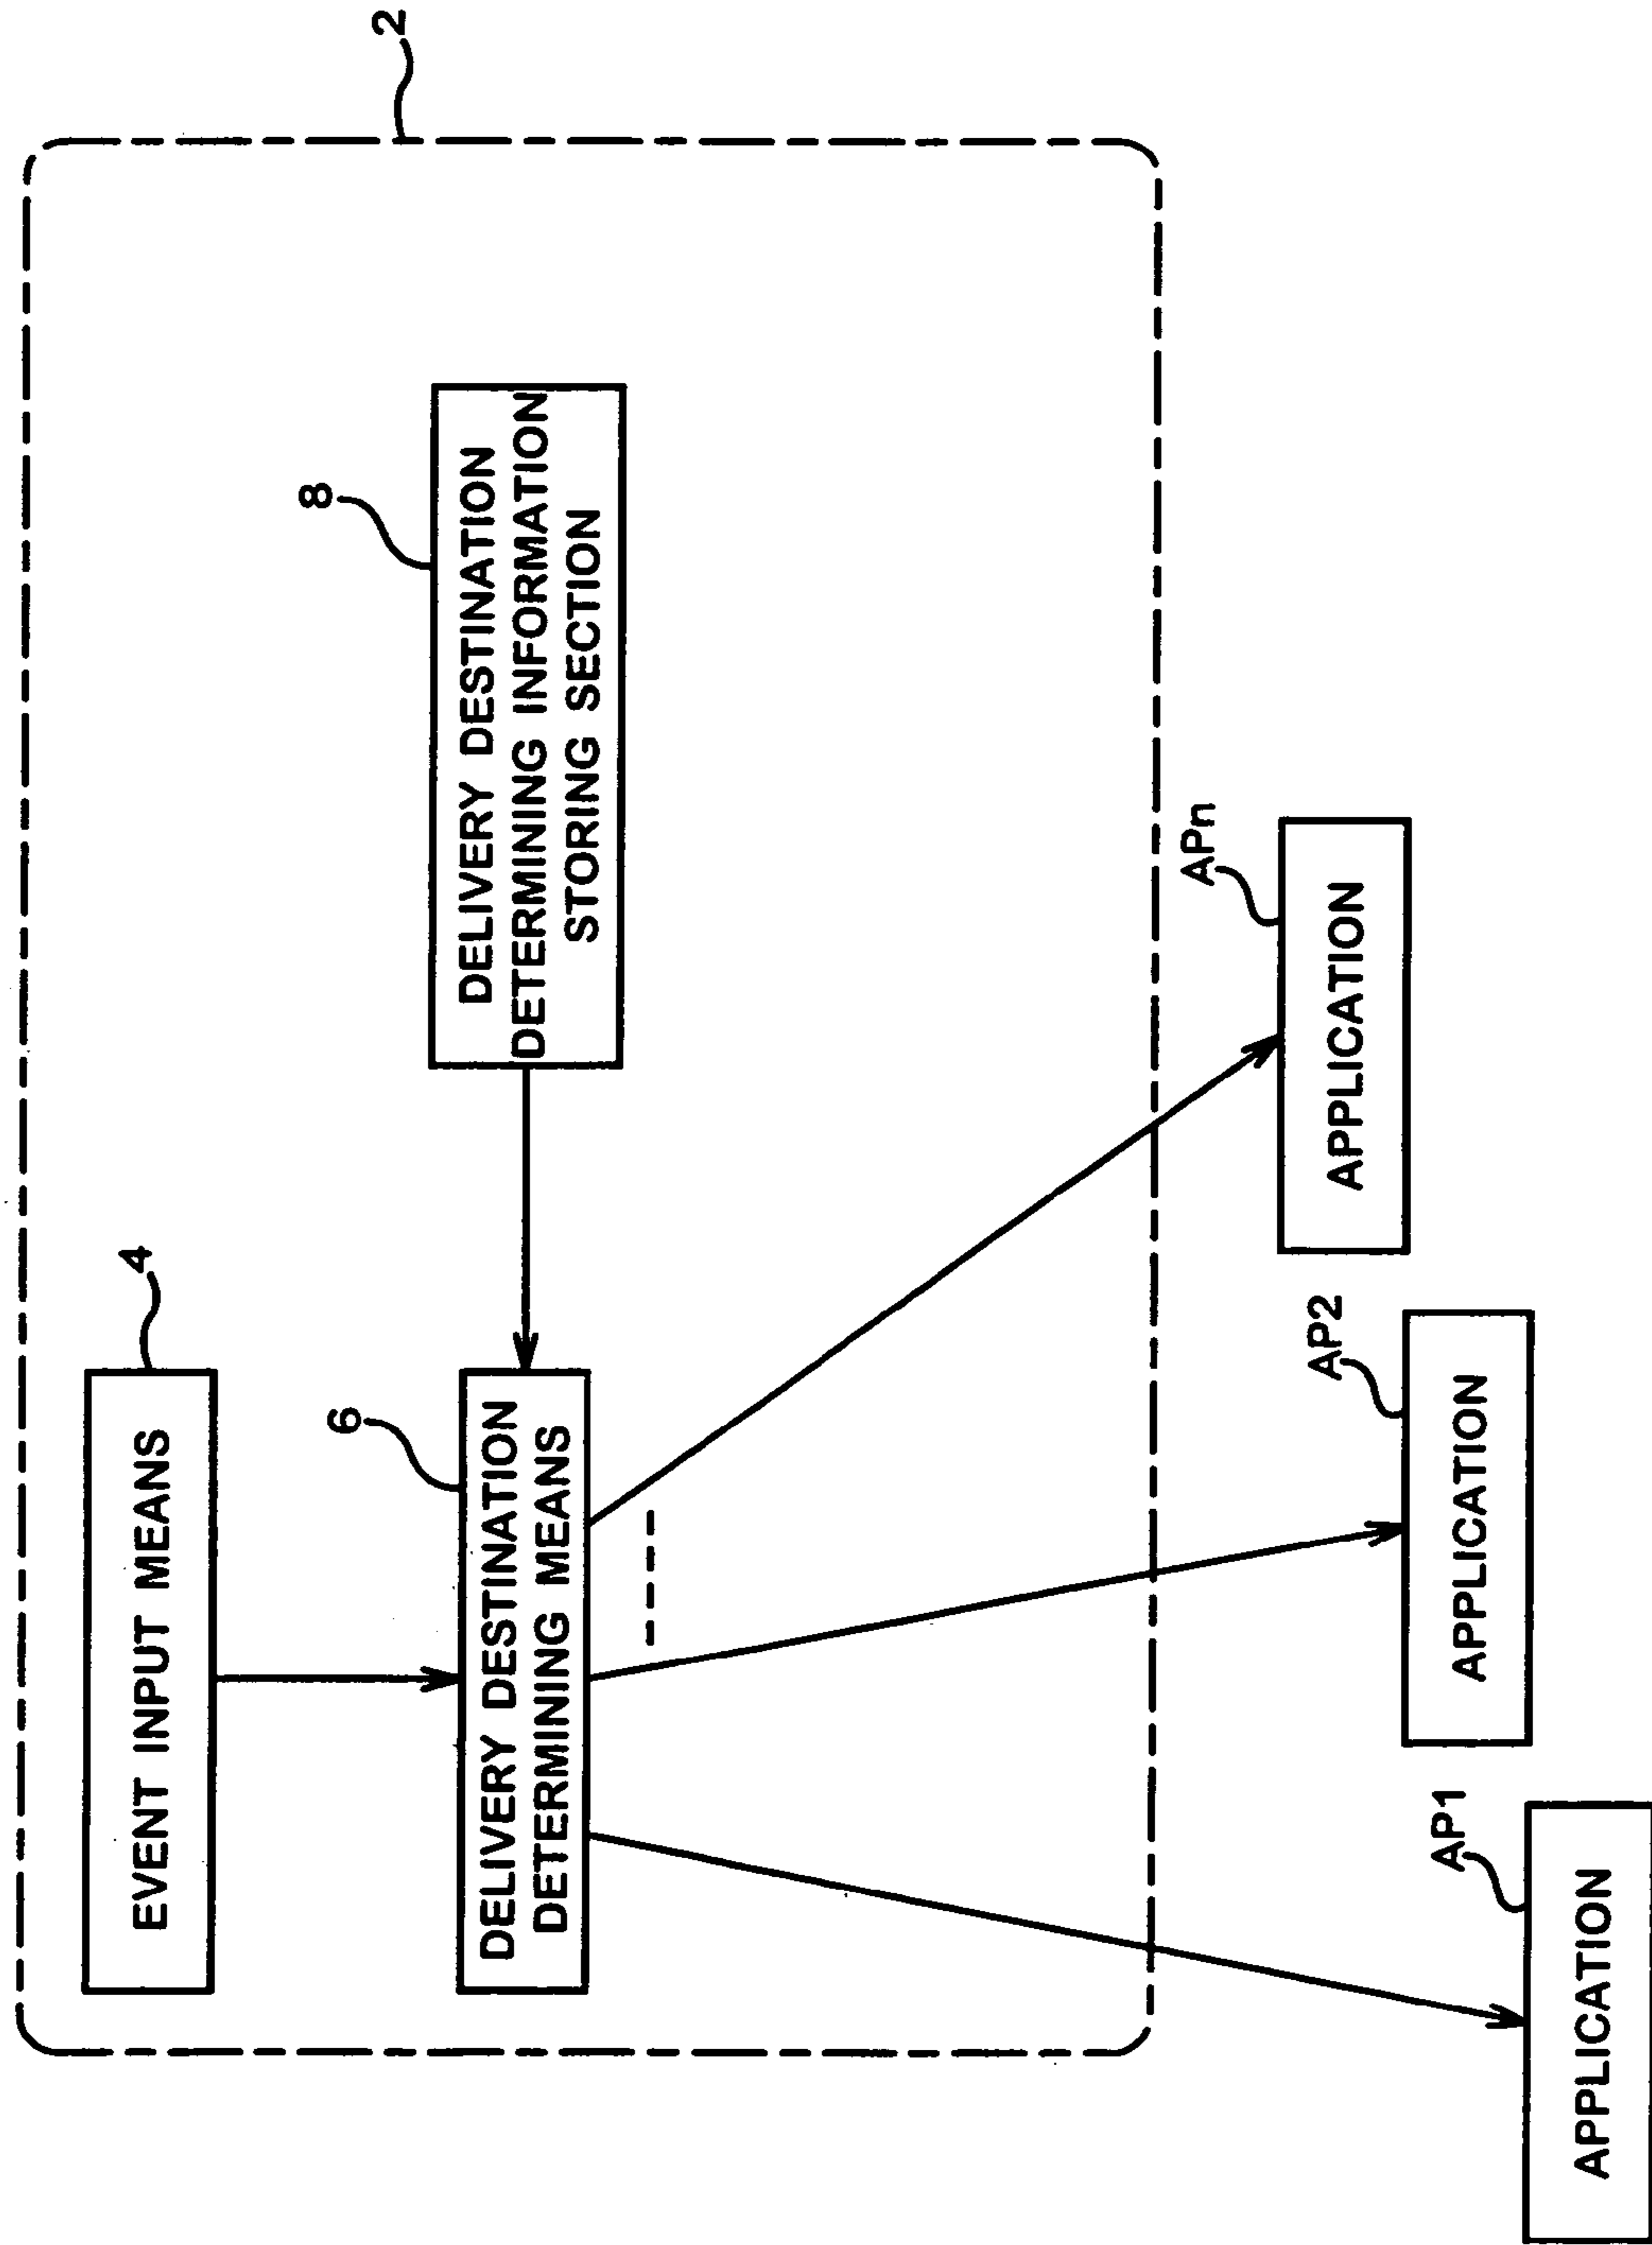 2
4
EVENT INPUT MEANS
6
DELIVERY DESTINATION
DETERMINING MEANS
8
DELIVERY DESTINATION
DETERMINING INFORMATION
STORING SECTION
AP1
APPLICATION
AP2
APPLICATION
APn
APPLICATION